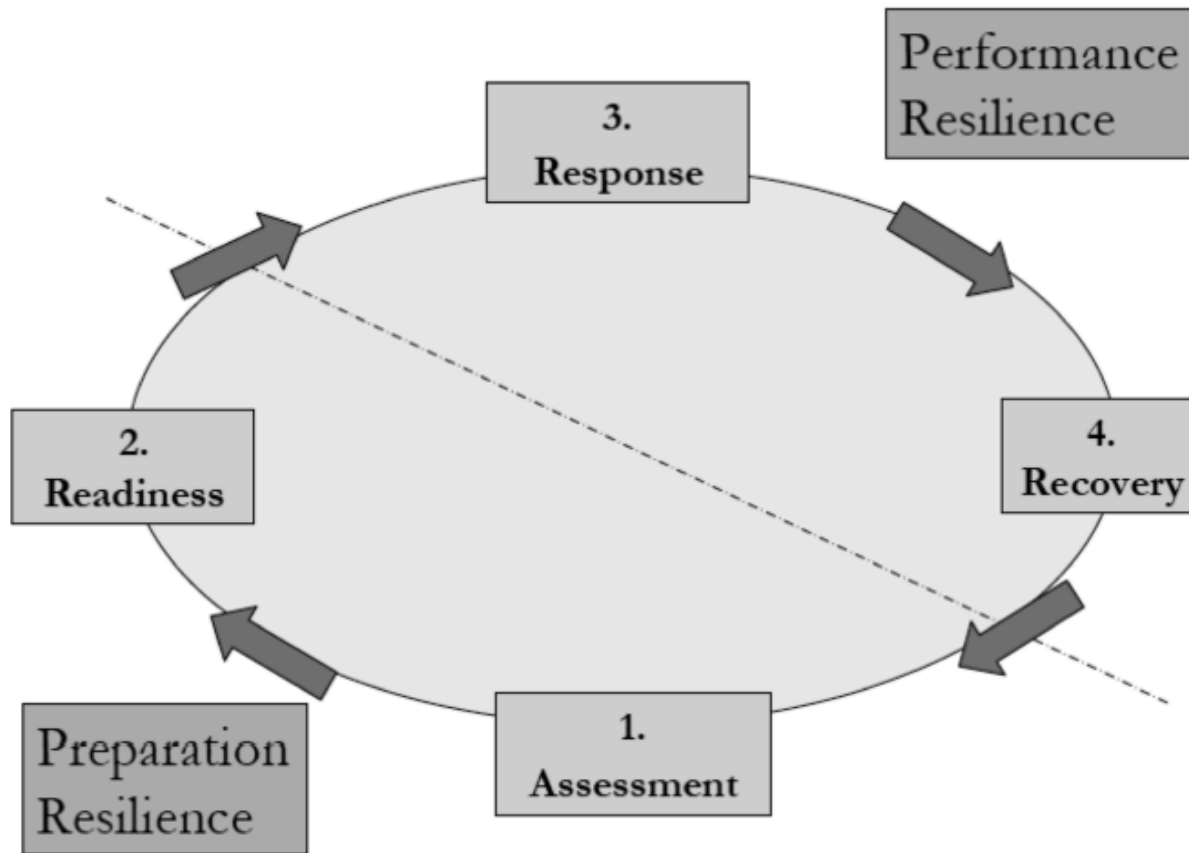 Performance
Resilience
3.
Response
2.
Readiness
4.
Recovery
Preparation
Resilience
1.
Assessment